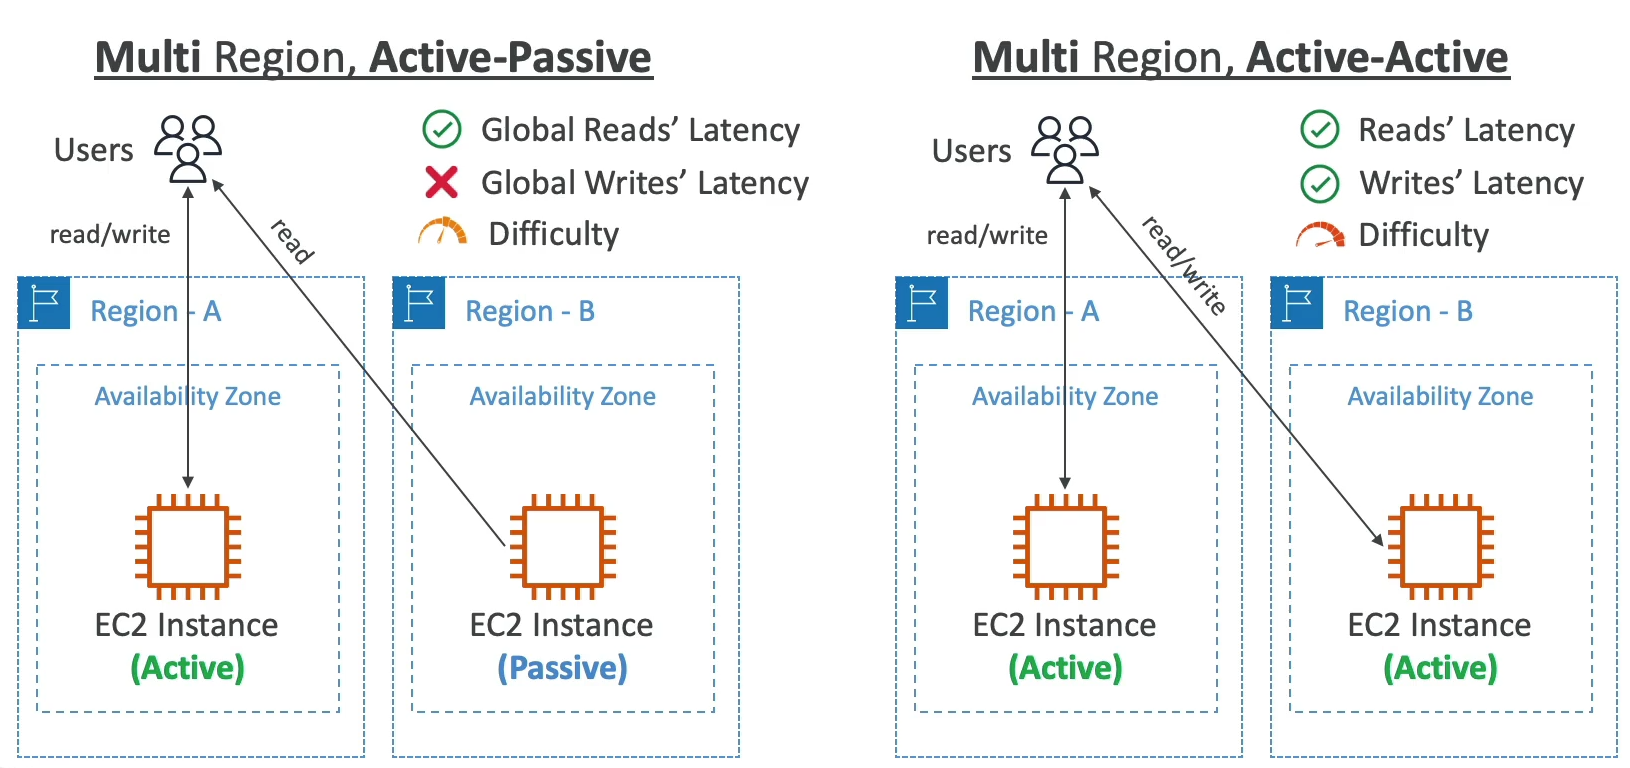 Multi Region, Active-Passive
Users
Global Reads’ Latency
Global Writes’ Latency
Difficulty
read/write
read
Region - A
Availability Zone
EC2 Instance
(Active)
Region - B
Availability Zone
EC2 Instance
(Passive)
Multi Region, Active-Active
Users
Reads’ Latency
Writes’ Latency
Difficulty
read/write
read/write
Region - A
Availability Zone
EC2 Instance
(Active)
Region - B
Availability Zone
EC2 Instance
(Active)